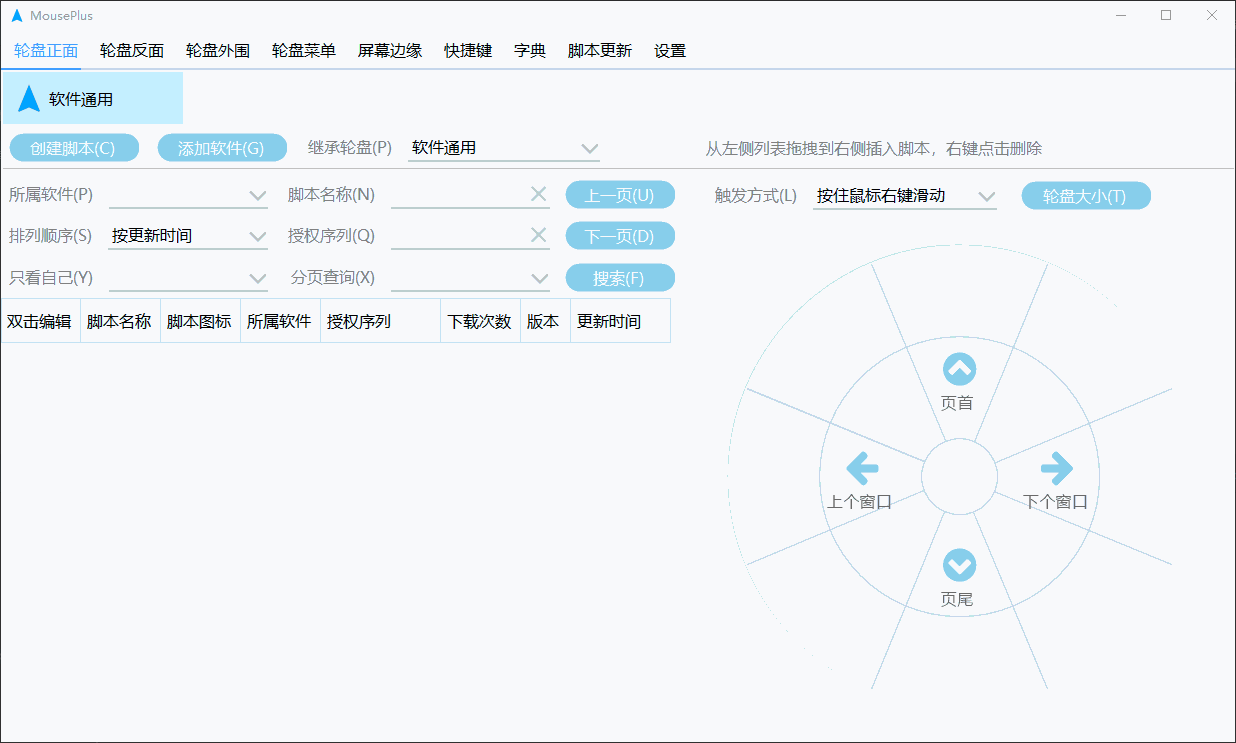 MousePlus
轮盘正面 轮盘反面 轮盘外围 轮盘菜单 屏幕边缘 快捷键 字典 脚本更新 设置
软件通用
创建脚本(C) 添加软件(G) 继承轮盘(P) 软件通用 从左侧列表拖拽到右侧插入脚本，右键点击删除
所属软件(P) 脚本名称(N) 上一页(U) 触发方式(L) 按住鼠标右键滑动 轮盘大小(T)
排列顺序(S) 按更新时间 授权序列(Q) 下一页(D)
只看自己(Y) 分页查询(X) 搜索(F)
双击编辑 脚本名称 脚本图标 所属软件 授权序列 下载次数 版本 更新时间
页首
上个窗口 下个窗口
页尾